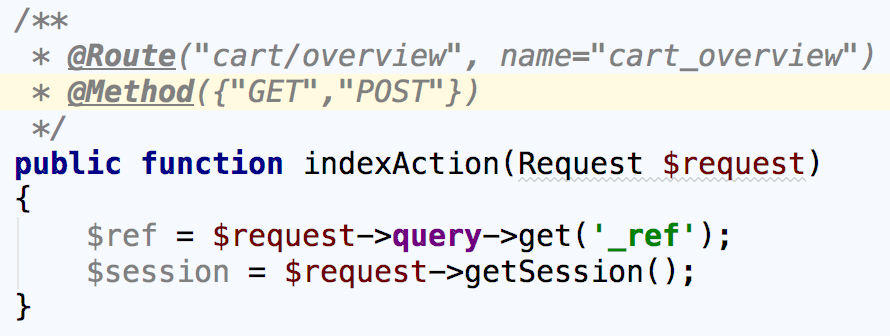 /**
 * @Route("cart/overview", name="cart_overview")
 * @Method({"GET","POST"})
 */
public function indexAction(Request $request)
{
    $ref = $request->query->get('_ref');
    $session = $request->getSession();
}